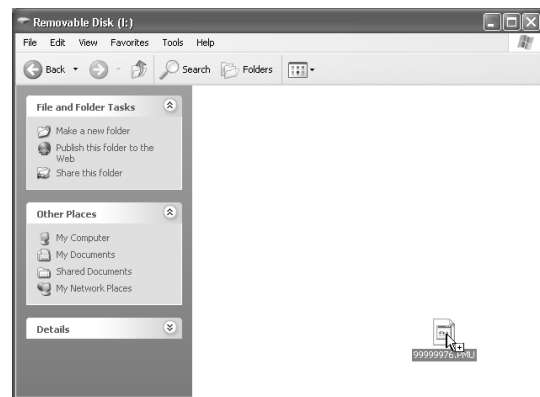 Removable Disk (I:)
File Edit View Favorites Tools Help
Back Search Folders
File and Folder Tasks
Make a new folder
Publish this folder to the
Web
Share this folder
Other Places
My Computer
My Documents
Shared Documents
My Network Places
Details
99999976.PMU